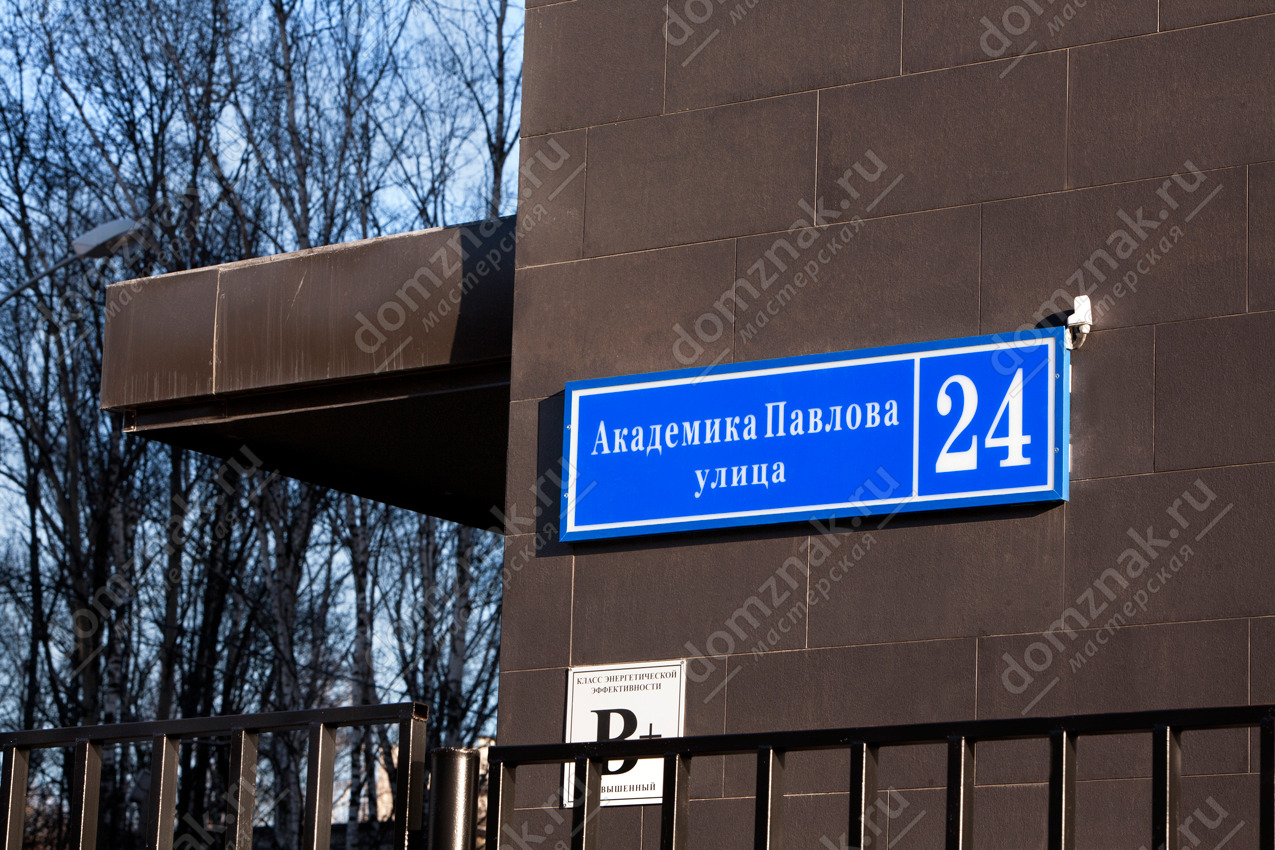 Академика Павлова
улица
24
КЛАСС ЭНЕРГЕТИЧЕСКОЙ
ЭФФЕКТИВНОСТИ
B+
domznak.ru
мастерская